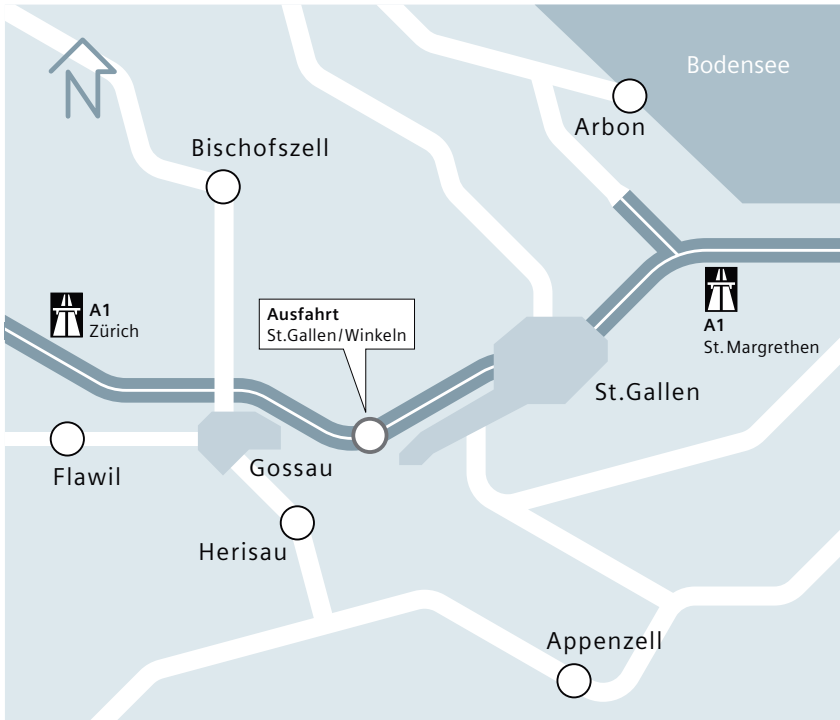 N
Bodensee
Arbon
Bischofszell
A1
Zürich
Ausfahrt
St.Gallen/Winkeln
A1
St.Margrethen
St.Gallen
Flawil
Gossau
Herisau
Appenzell